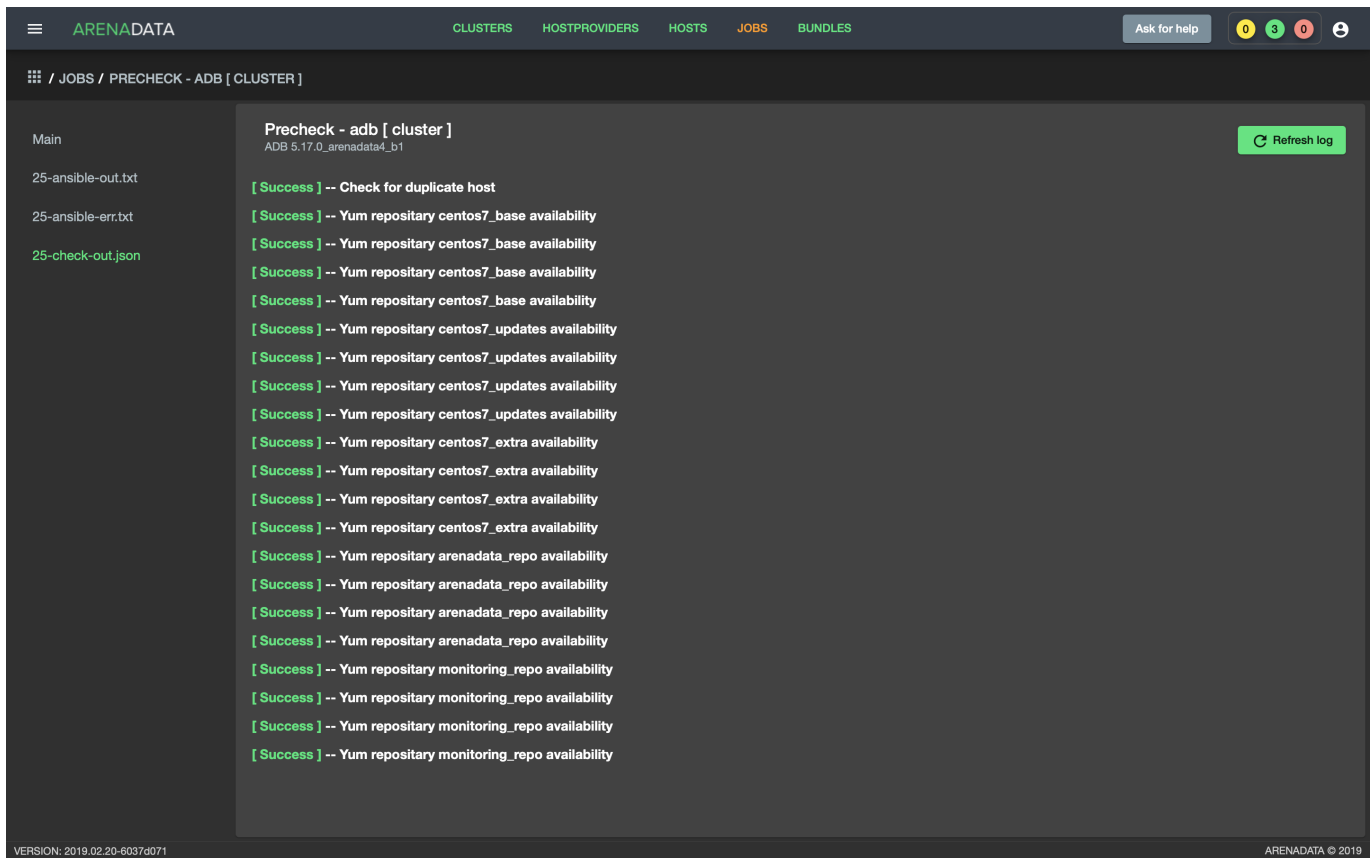 ARENADATA CLUSTERS HOSTPROVIDERS HOSTS JOBS BUNDLES Ask for help 0 3 0
/ JOBS / PRECHECK - ADB [ CLUSTER ]
Main
25-ansible-out.txt
25-ansible-err.txt
25-check-out.json
Precheck - adb [ cluster ]
ADB 5.17.0_arenadata4_b1
Refresh log
[ Success ] -- Check for duplicate host
[ Success ] -- Yum repositary centos7_base availability
[ Success ] -- Yum repositary centos7_base availability
[ Success ] -- Yum repositary centos7_base availability
[ Success ] -- Yum repositary centos7_base availability
[ Success ] -- Yum repositary centos7_updates availability
[ Success ] -- Yum repositary centos7_updates availability
[ Success ] -- Yum repositary centos7_updates availability
[ Success ] -- Yum repositary centos7_updates availability
[ Success ] -- Yum repositary centos7_extra availability
[ Success ] -- Yum repositary centos7_extra availability
[ Success ] -- Yum repositary centos7_extra availability
[ Success ] -- Yum repositary centos7_extra availability
[ Success ] -- Yum repositary arenadata_repo availability
[ Success ] -- Yum repositary arenadata_repo availability
[ Success ] -- Yum repositary arenadata_repo availability
[ Success ] -- Yum repositary arenadata_repo availability
[ Success ] -- Yum repositary monitoring_repo availability
[ Success ] -- Yum repositary monitoring_repo availability
[ Success ] -- Yum repositary monitoring_repo availability
[ Success ] -- Yum repositary monitoring_repo availability
VERSION: 2019.02.20-6037d071 ARENADATA © 2019